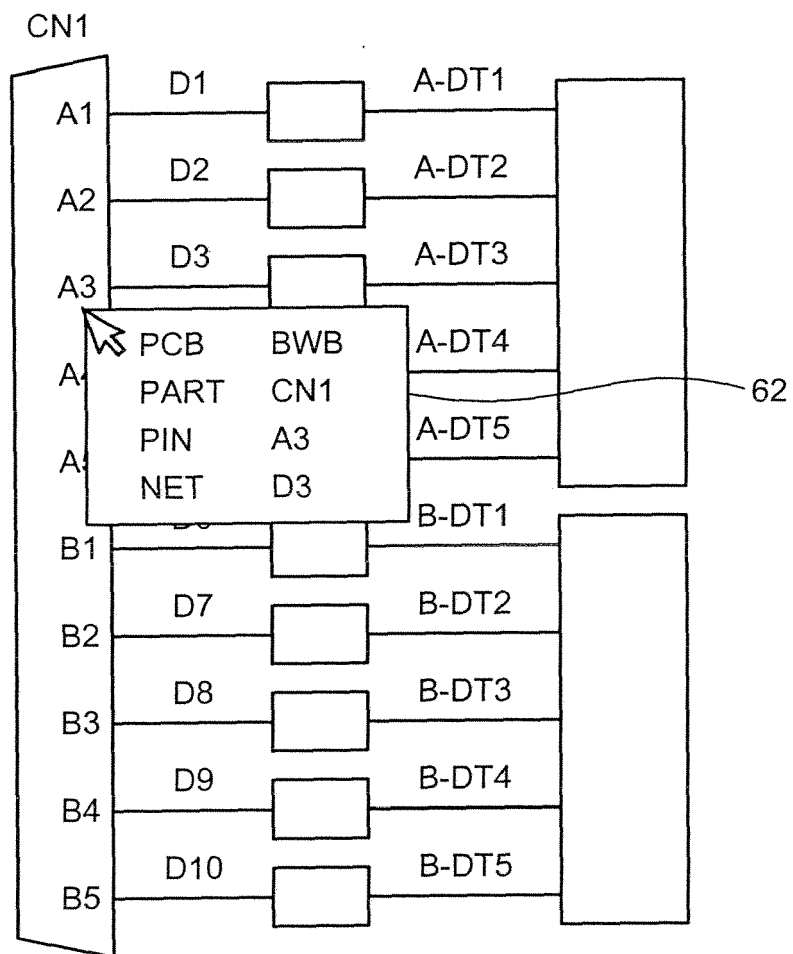 CN1
D1 A-DT1
A1
D2 A-DT2
A2
D3 A-DT3
A3
PCB BWB A-DT4
PART CN1 62
PIN A3 A-DT5
NET D3
B-DT1
B1
D7 B-DT2
B2
D8 B-DT3
B3
D9 B-DT4
B4
D10 B-DT5
B5